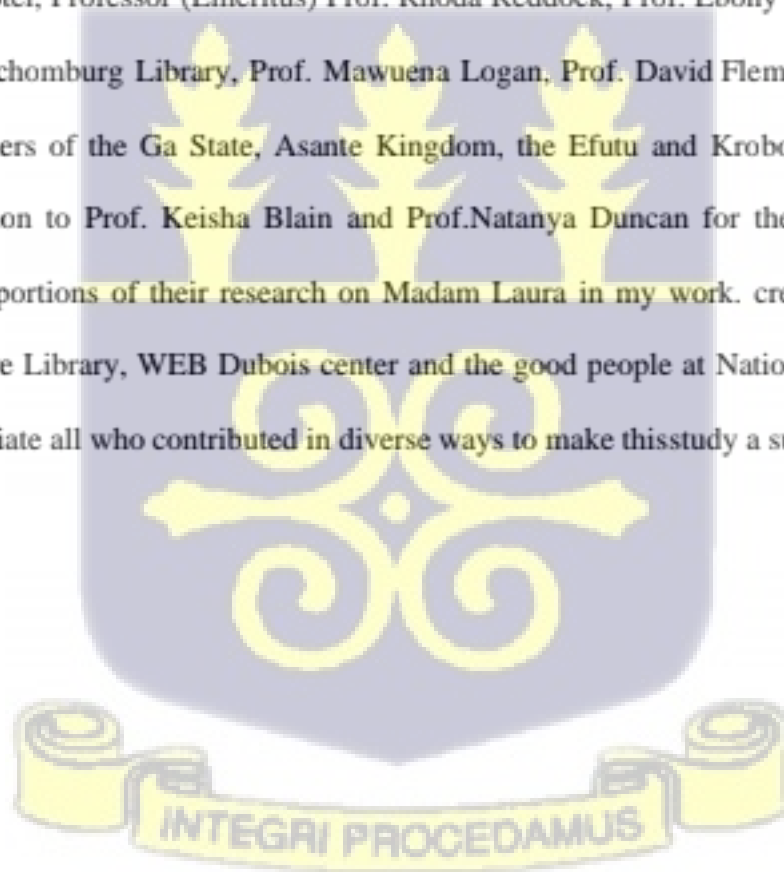 Professor (Emeritus) Prof. Rhoda Reddock, Prof. Ebony
chomburg Library, Prof. Mawuena Logan, Prof. David Flem
ers of the Ga State, Asante Kingdom, the Efutu and Krobo
on to Prof. Keisha Blain and Prof.Natanya Duncan for the
portions of their research on Madam Laura in my work. cre
e Library, WEB Dubois center and the good people at Natio
iate all who contributed in diverse ways to make thisstudy a su
INTEGRI PROCEDAMUS